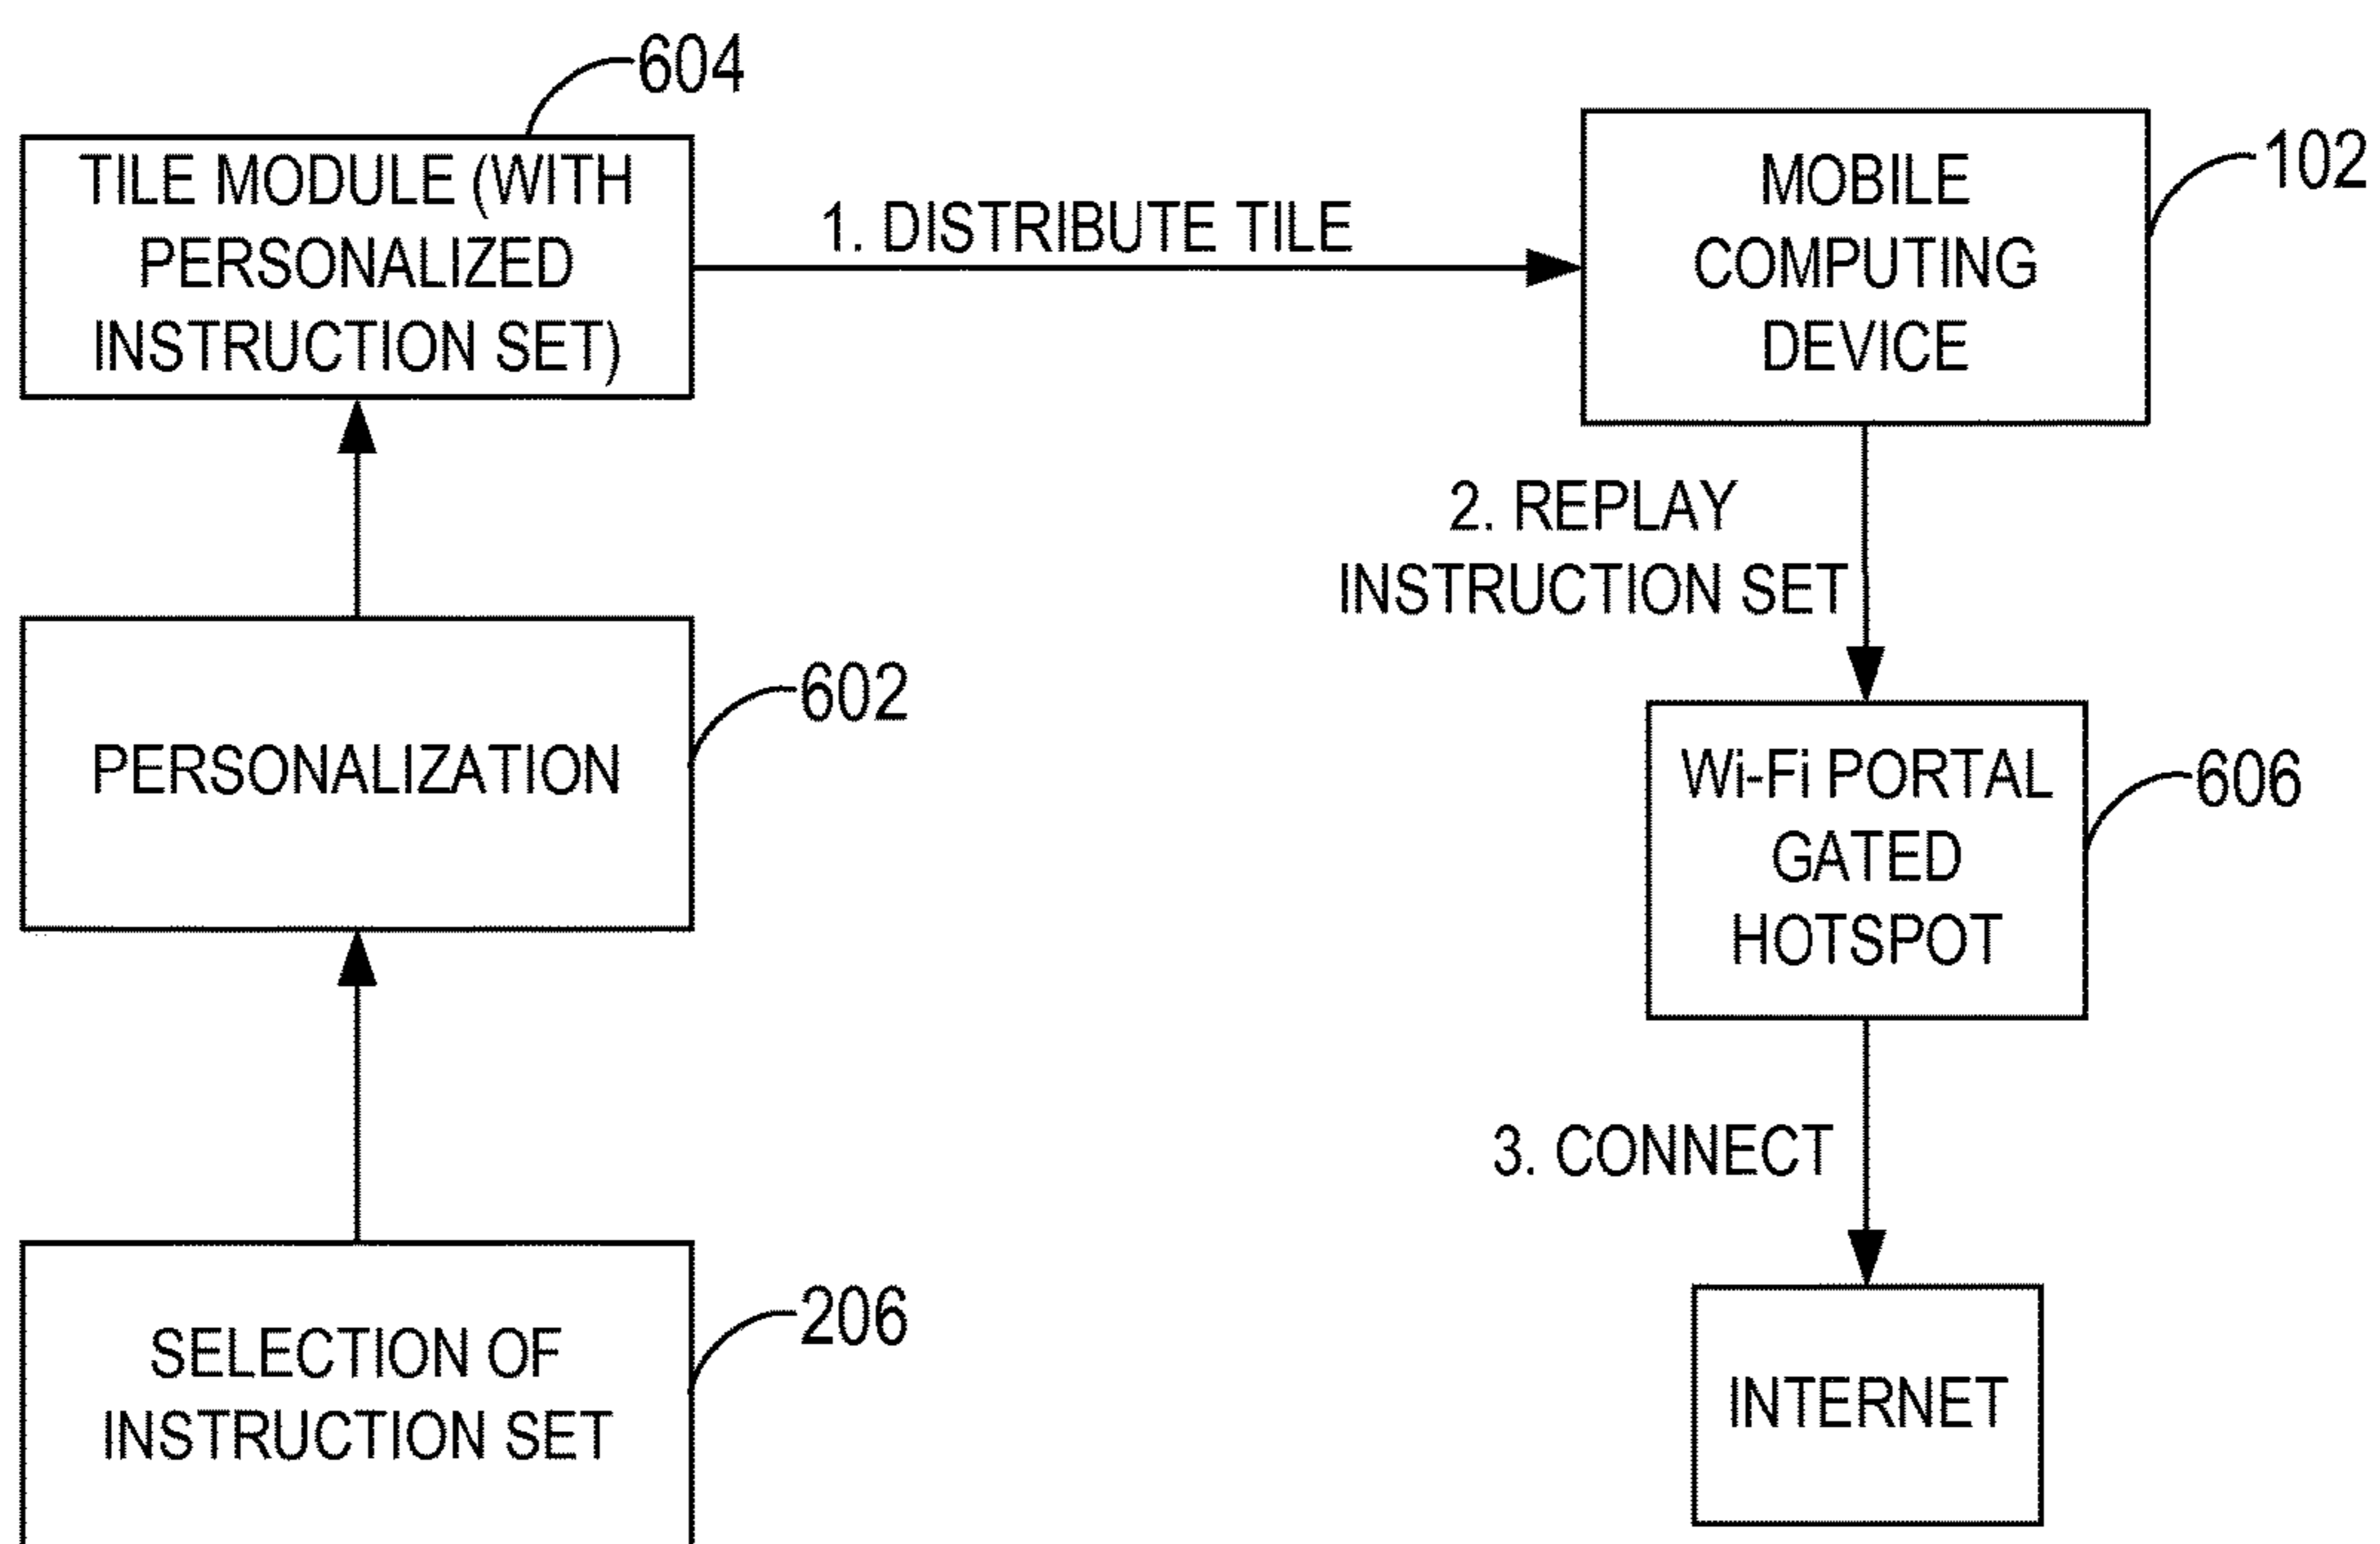 604
TILE MODULE (WITH
PERSONALIZED
INSTRUCTION SET)
1. DISTRIBUTE TILE
MOBILE
COMPUTING
DEVICE
102
2. REPLAY
INSTRUCTION SET
PERSONALIZATION
602
Wi-Fi PORTAL
GATED
HOTSPOT
606
3. CONNECT
SELECTION OF
INSTRUCTION SET
206
INTERNET